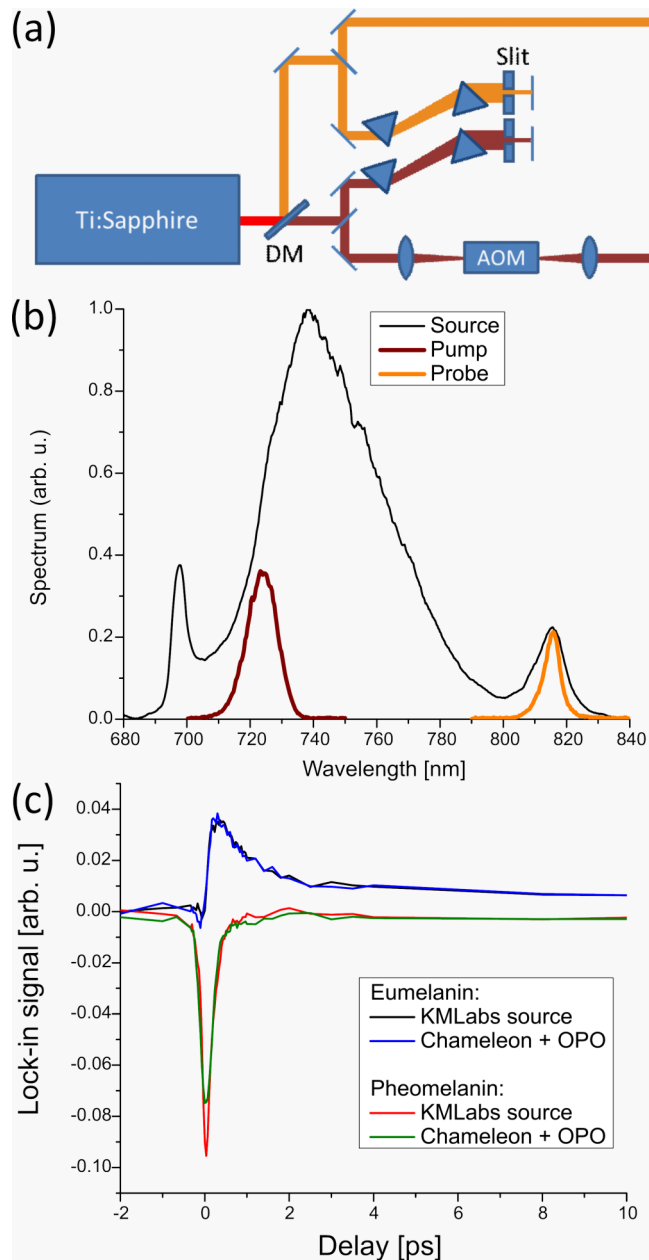 (a)
Slit
Ti:Sapphire
DM
AOM
(b)
1.0
0.8
0.6
0.4
0.2
0.0
Spectrum (arb. u.)
Source
Pump
Probe
680 700 720 740 760 780 800 820 840
Wavelength [nm]
(c)
0.04
0.02
0.00
-0.02
-0.04
-0.06
-0.08
-0.10
Lock-in signal [arb. u.]
Eumelanin:
KMLabs source
Chameleon + OPO
Pheomelanin:
KMLabs source
Chameleon + OPO
-2 0 2 4 6 8 10
Delay [ps]